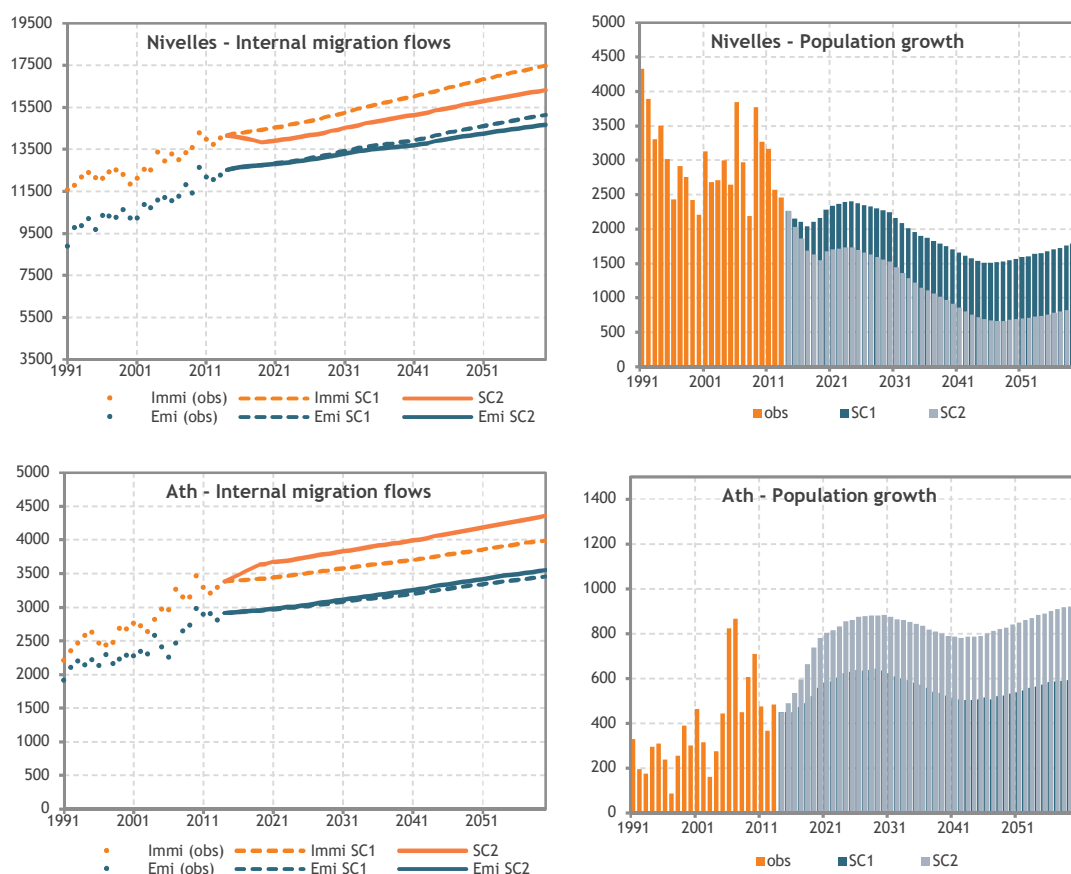 Nivelles - Internal migration flows
19500
17500
15500
13500
11500
9500
7500
5500
3500
1991 2001 2011 2021 2031 2041 2051
Immi (obs) Immi SC1 SC2
Emi (obs) Emi SC1 Emi SC2
Nivelles - Population growth
5000
4500
4000
3500
3000
2500
2000
1500
1000
500
0
1991 2001 2011 2021 2031 2041 2051
obs SC1 SC2
Ath - Internal migration flows
5000
4500
4000
3500
3000
2500
2000
1500
1000
500
0
1991 2001 2011 2021 2031 2041 2051
Immi (obs) Immi SC1 SC2
Emi (obs) Emi SC1 Emi SC2
Ath - Population growth
1400
1200
1000
800
600
400
200
0
1991 2001 2011 2021 2031 2041 2051
obs SC1 SC2